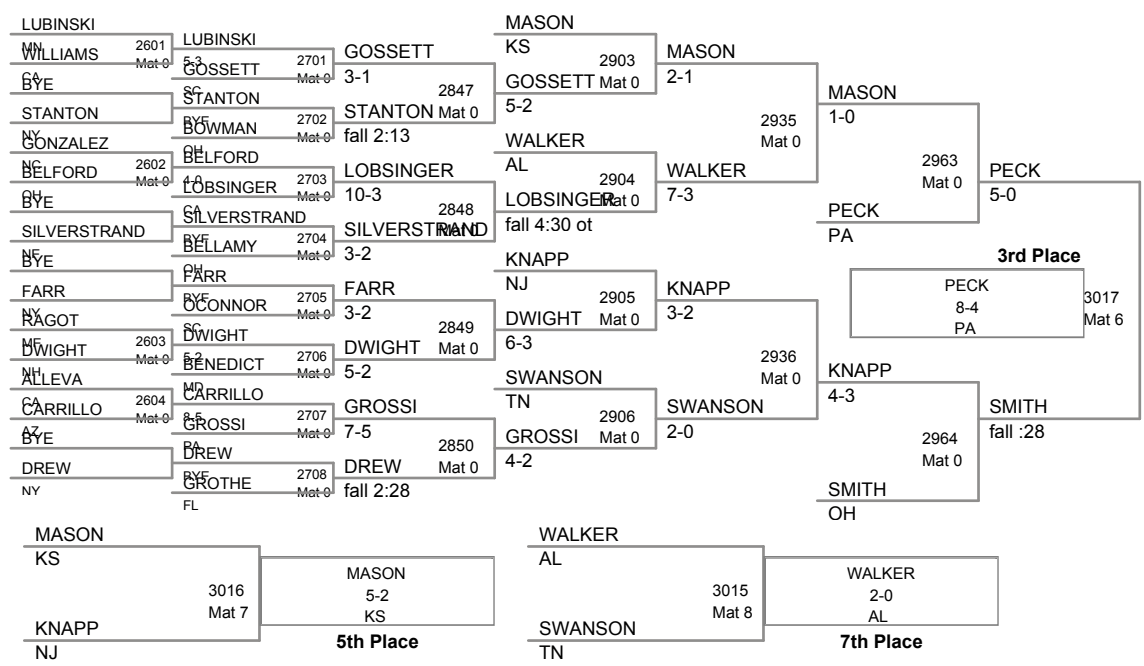 LUBINSKI
MN
WILLIAMS
CA
BYE
STANTON
NY
GONZALEZ
NC
BELFORD
OH
BYE
SILVERSTRAND
NE
BYE
FARR
NY
RAGOT
ME
DWIGHT
NH
ALLEVA
CA
CARRILLO
AZ
BYE
DREW
NY
2601
Mat 0
2602
Mat 0
2603
Mat 0
2604
Mat 0
LUBINSKI
5-3
GOSSETT
SC
STANTON
BYE
BOWMAN
OH
BELFORD
4-0
LOBSINGER
CA
SILVERSTRAND
BYE
BELLAMY
OH
FARR
BYE
OCONNOR
SC
DWIGHT
5-2
BENEDICT
MD
CARRILLO
8-5
GROSSI
PA
DREW
BYE
GROTHE
FL
2701
Mat 0
2702
Mat 0
2703
Mat 0
2704
Mat 0
2705
Mat 0
2706
Mat 0
2707
Mat 0
2708
Mat 0
GOSSETT
3-1
STANTON
fall 2:13
LOBSINGER
10-3
SILVERSTRAND
3-2
FARR
3-2
DWIGHT
5-2
GROSSI
7-5
DREW
fall 2:28
2847
Mat 0
2848
Mat 0
2849
Mat 0
2850
Mat 0
MASON
KS
GOSSETT
5-2
WALKER
AL
LOBSINGER
fall 4:30 ot
KNAPP
NJ
DWIGHT
6-3
SWANSON
TN
GROSSI
4-2
2903
Mat 0
2904
Mat 0
2905
Mat 0
2906
Mat 0
MASON
2-1
WALKER
7-3
KNAPP
3-2
SWANSON
2-0
2935
Mat 0
2936
Mat 0
MASON
1-0
PECK
PA
KNAPP
4-3
SMITH
OH
2963
Mat 0
2964
Mat 0
PECK
5-0
SMITH
fall :28
3rd Place
PECK
8-4
PA
3017
Mat 6
MASON
KS
KNAPP
NJ
3016
Mat 7
MASON
5-2
KS
5th Place
WALKER
AL
SWANSON
TN
3015
Mat 8
WALKER
2-0
AL
7th Place